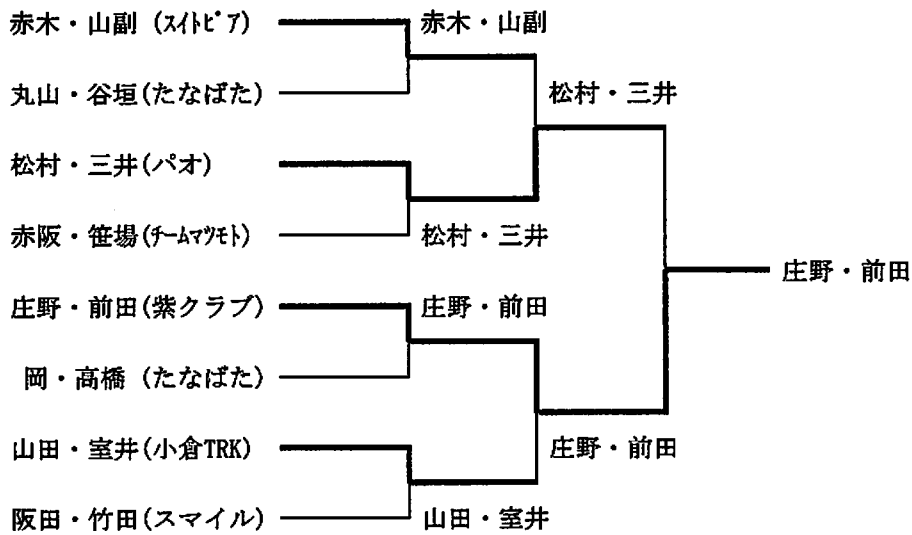 赤木・山副 (ｽｲﾄﾋﾟｱ)
赤木・山副
丸山・谷垣(たなばた)
松村・三井
松村・三井(パオ)
赤阪・笹場(ﾁｰﾑﾏﾂﾓﾄ)
松村・三井
庄野・前田
庄野・前田(紫クラブ)
庄野・前田
岡・高橋 (たなばた)
山田・室井(小倉TRK)
庄野・前田
阪田・竹田(スマイル)
山田・室井